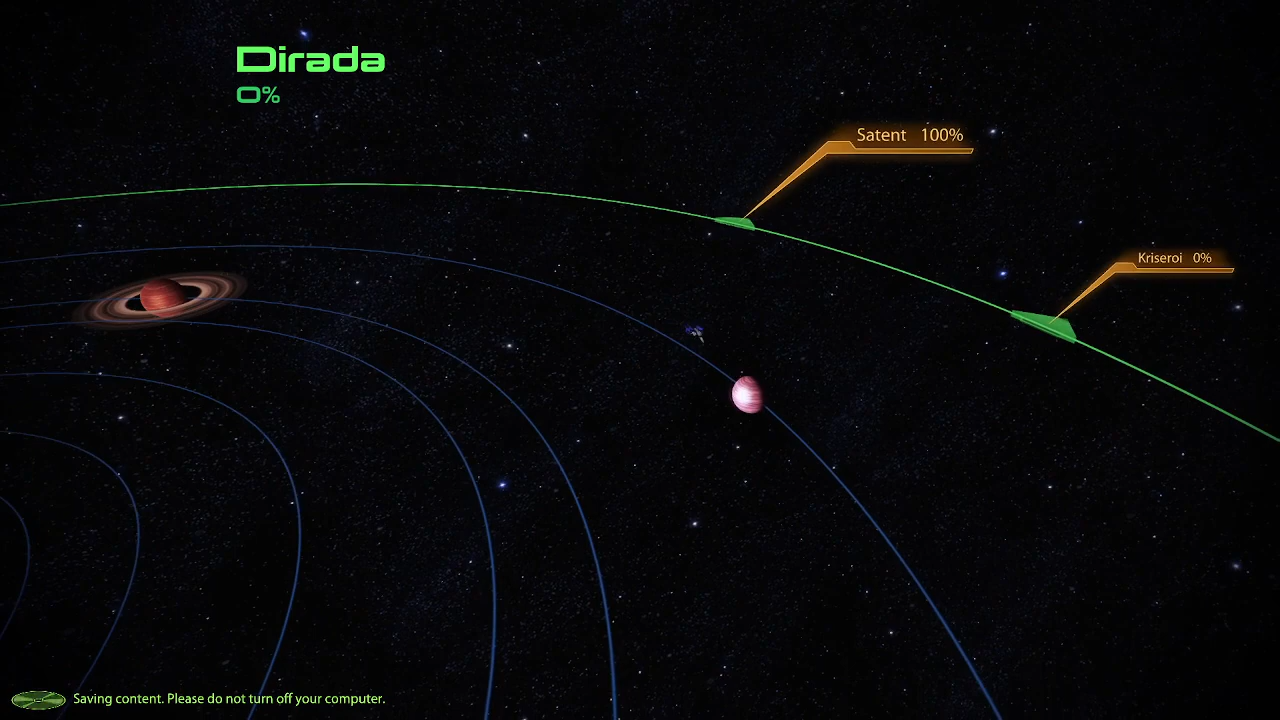 Dirada
0%
Satent 100%
Kriseroi 0%
Saving content. Please do not turn off your computer.